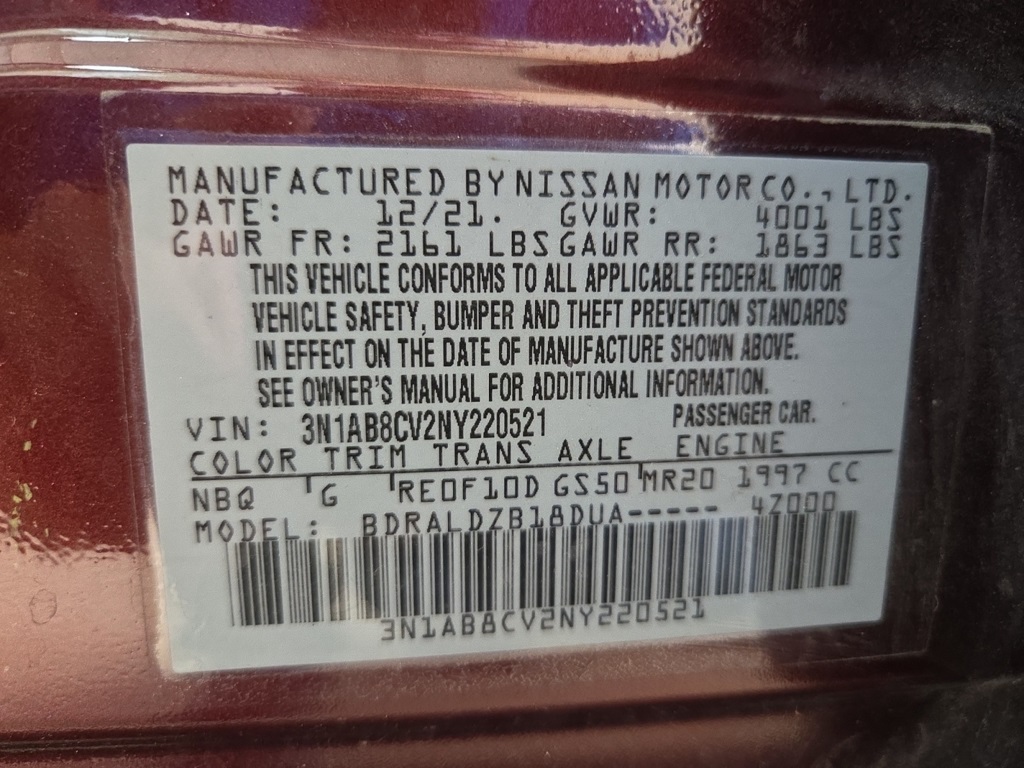 MANUFACTURED BY NISSAN MOTOR CO., LTD.
DATE: 12/21. GVWR: 4001 LBS
GAWR FR: 2161 LBS GAWR RR: 1863 LBS
THIS VEHICLE CONFORMS TO ALL APPLICABLE FEDERAL MOTOR
VEHICLE SAFETY, BUMPER AND THEFT PREVENTION STANDARDS
IN EFFECT ON THE DATE OF MANUFACTURE SHOWN ABOVE.
SEE OWNER'S MANUAL FOR ADDITIONAL INFORMATION.
VIN: 3N1AB8CV2NY220521 PASSENGER CAR.
COLOR TRIM TRANS AXLE ENGINE
NBQ G RE0F10D GS50 MR20 1997 CC
MODEL: BDRALDZB18DUA----- 4Z000
3N1AB8CV2NY220521